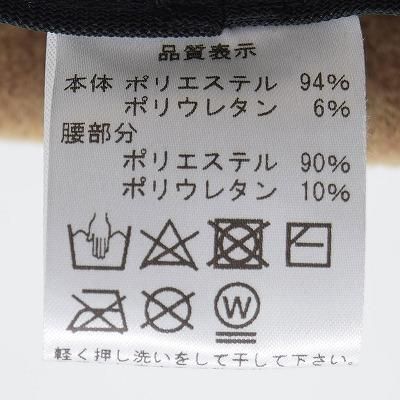 品質表示
本体 ポリエステル 94%
ポリウレタン 6%
腰部分
ポリエステル 90%
ポリウレタン 10%
W
軽く押し洗いをして干して下さい。